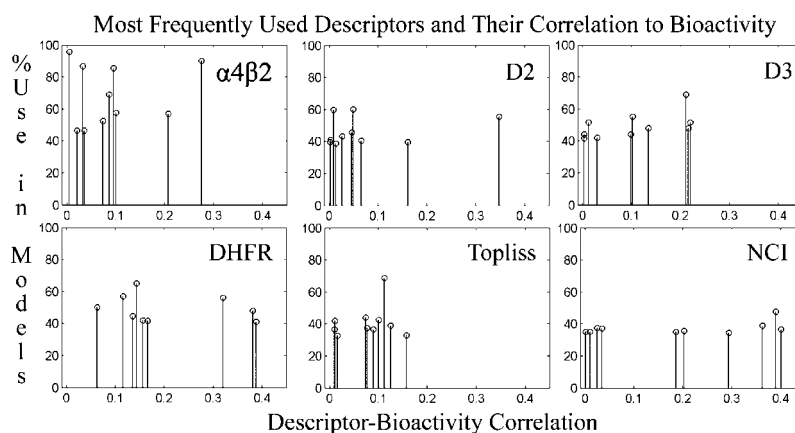 Most Frequently Used Descriptors and Their Correlation to Bioactivity
% Use in Models
α4β2
100
80
60
40
20
0
0 0.1 0.2 0.3 0.4
D2
100
80
60
40
20
0
0 0.1 0.2 0.3 0.4
D3
100
80
60
40
20
0
0 0.1 0.2 0.3 0.4
DHFR
100
80
60
40
20
0
0 0.1 0.2 0.3 0.4
Topliss
100
80
60
40
20
0
0 0.1 0.2 0.3 0.4
NCI
100
80
60
40
20
0
0 0.1 0.2 0.3 0.4
Descriptor-Bioactivity Correlation